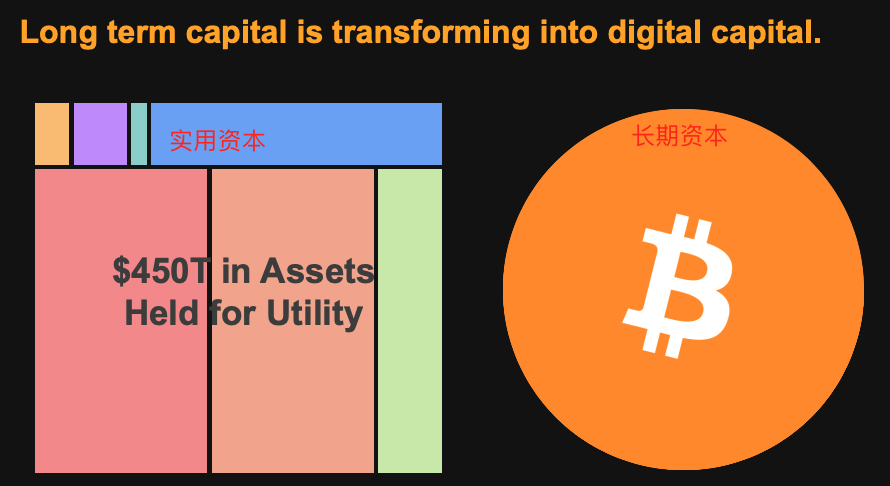 Long term capital is transforming into digital capital.
实用资本
长期资本
$450T in Assets
Held for Utility